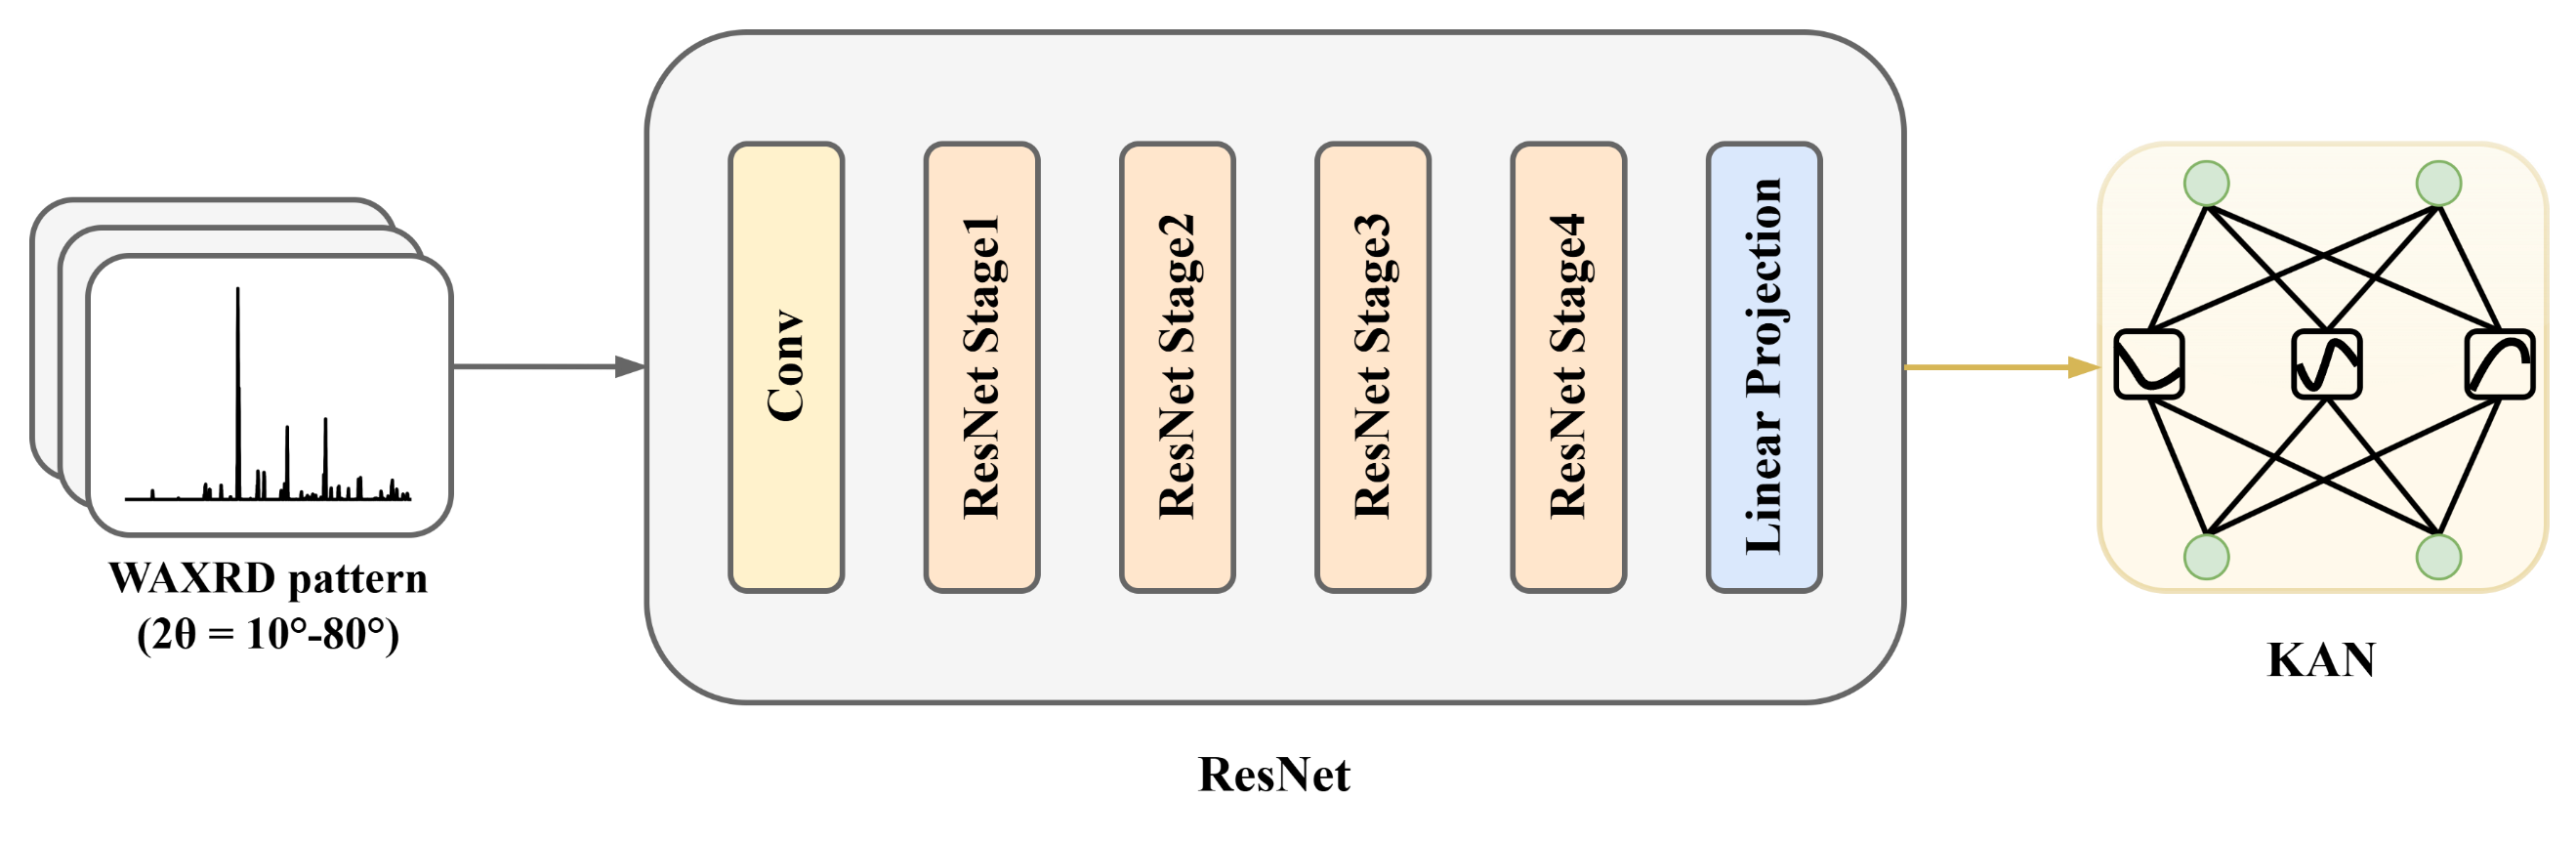 WAXRD pattern
(2θ = 10°-80°)
Conv
ResNet Stage1
ResNet Stage2
ResNet Stage3
ResNet Stage4
Linear Projection
ResNet
KAN